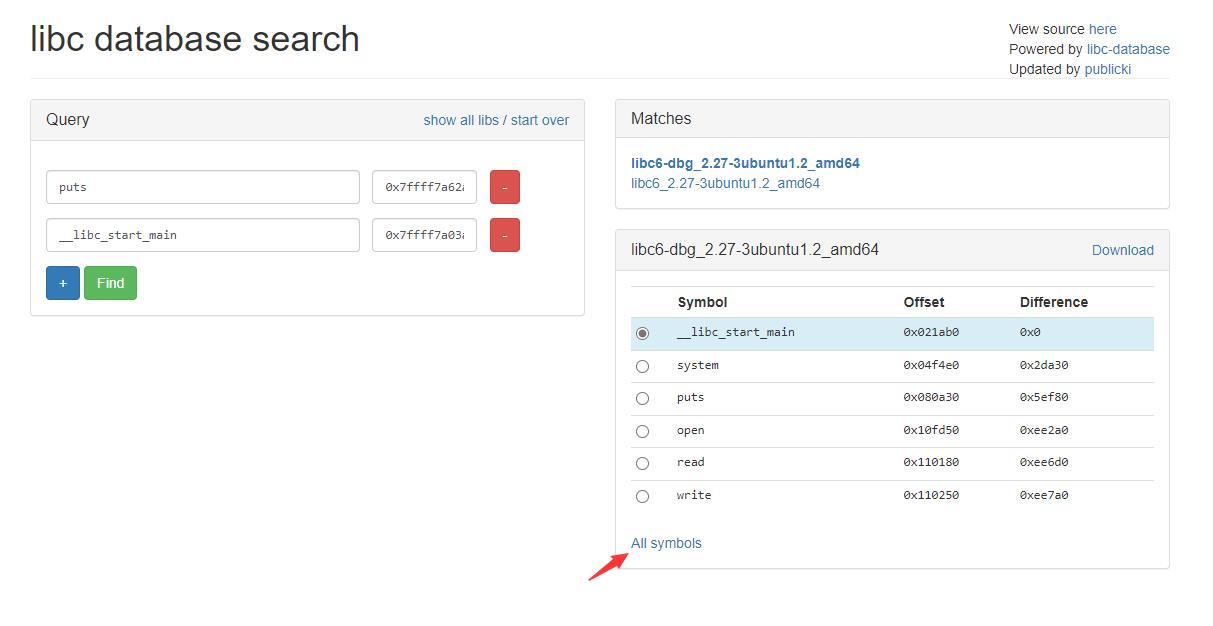 libc database search
View source here
Powered by libc-database
Updated by publicki
Query
show all libs / start over
puts
0x7ffff7a62a
-
__libc_start_main
0x7ffff7a03a
-
+
Find
Matches
libc6-dbg_2.27-3ubuntu1.2_amd64
libc6_2.27-3ubuntu1.2_amd64
libc6-dbg_2.27-3ubuntu1.2_amd64 Download
Symbol Offset Difference
__libc_start_main 0x021ab0 0x0
system 0x04f4e0 0x2da30
puts 0x080a30 0x5ef80
open 0x10fd50 0xee2a0
read 0x110180 0xee6d0
write 0x110250 0xee7a0
All symbols